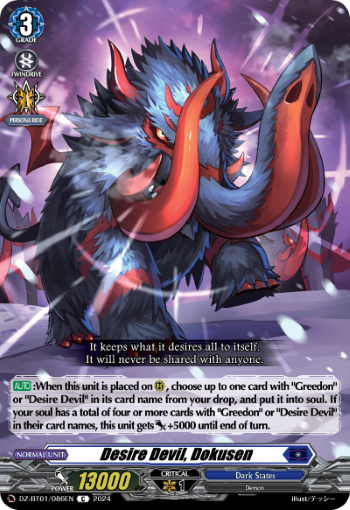 3
GRADE
TWINDRIVE
PERSONA RIDE
It keeps what it desires all to itself.
It will never be shared with anyone.
AUTO:When this unit is placed on , choose up to one card with "Greedon"
or "Desire Devil" in its card name from your drop, and put it into soul. If
your soul has a total of four or more cards with "Greedon" or "Desire Devil"
in their card names, this unit gets +5000 until end of turn.
NORMAL UNIT
Desire Devil, Dokusen
POWER 13000
CRITICAL
1
Dark States
Demon
DZ-BT01/086EN C 2024
illust/テッシー